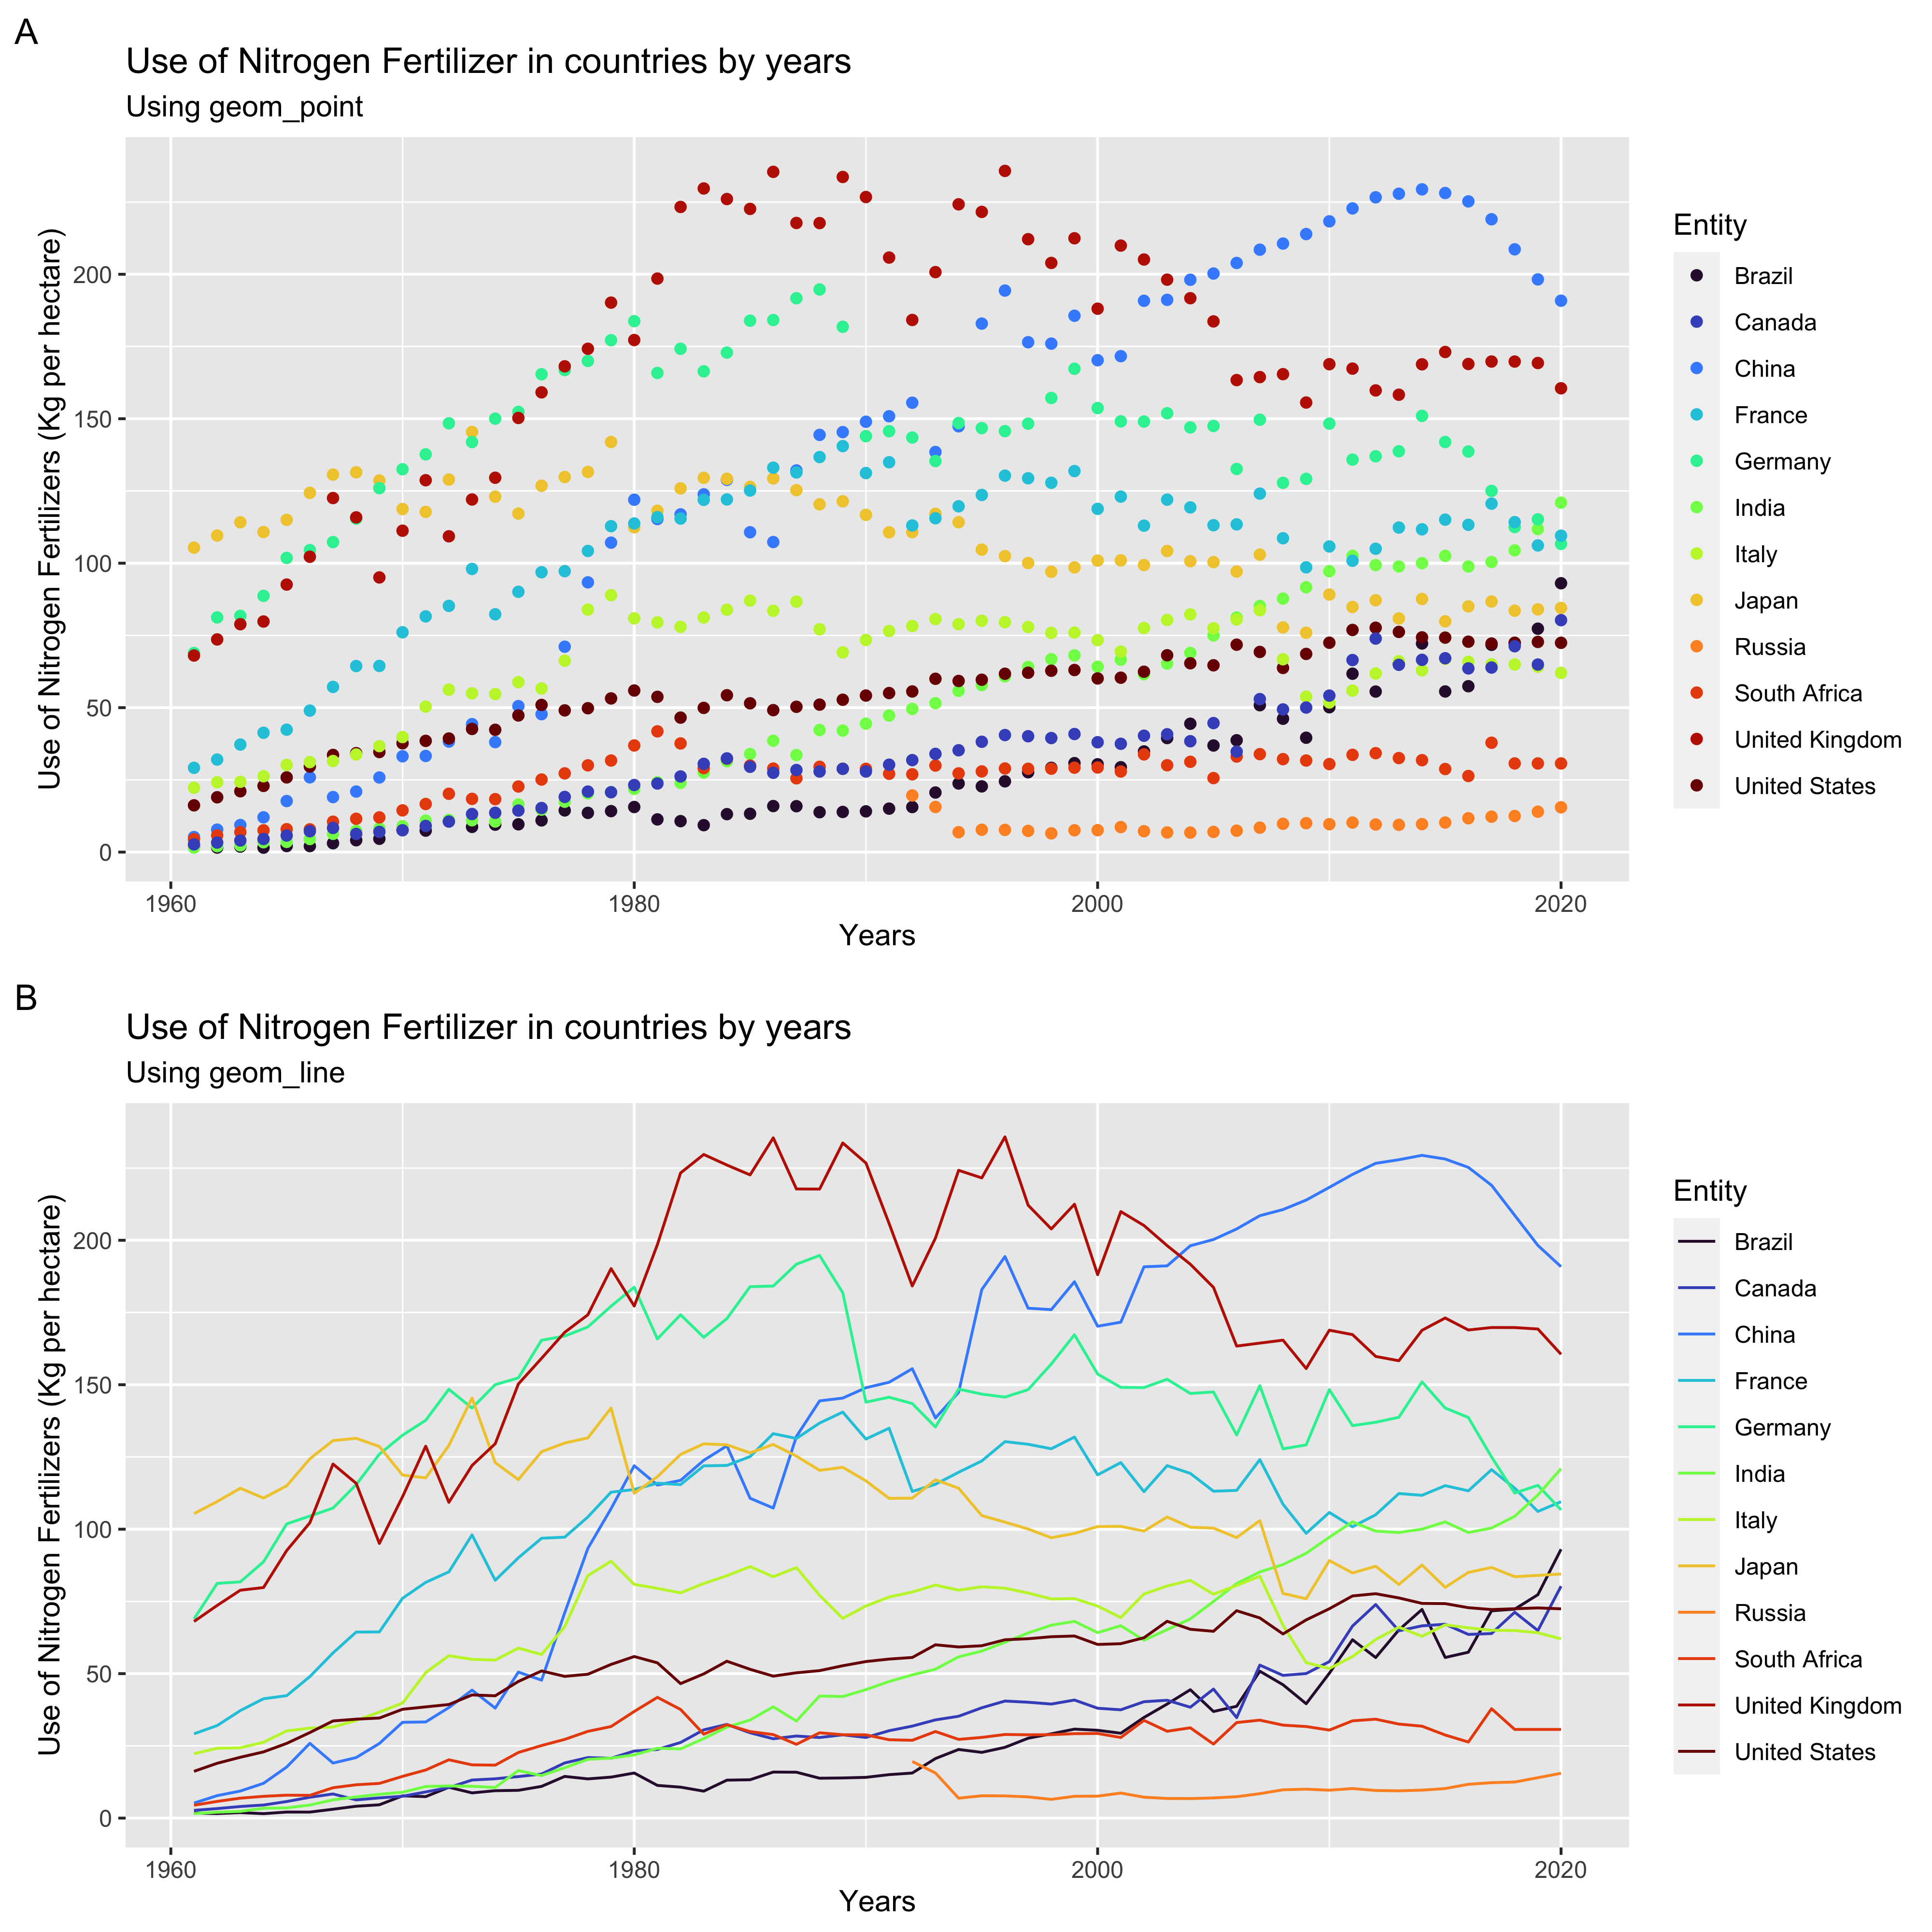 A
Use of Nitrogen Fertilizer in countries by years
Using geom_point
Use of Nitrogen Fertilizers (Kg per hectare)
200
150
100
50
0
1960 1980 2000 2020
Years
Entity
Brazil
Canada
China
France
Germany
India
Italy
Japan
Russia
South Africa
United Kingdom
United States
B
Use of Nitrogen Fertilizer in countries by years
Using geom_line
Use of Nitrogen Fertilizers (Kg per hectare)
200
150
100
50
0
1960 1980 2000 2020
Years
Entity
Brazil
Canada
China
France
Germany
India
Italy
Japan
Russia
South Africa
United Kingdom
United States